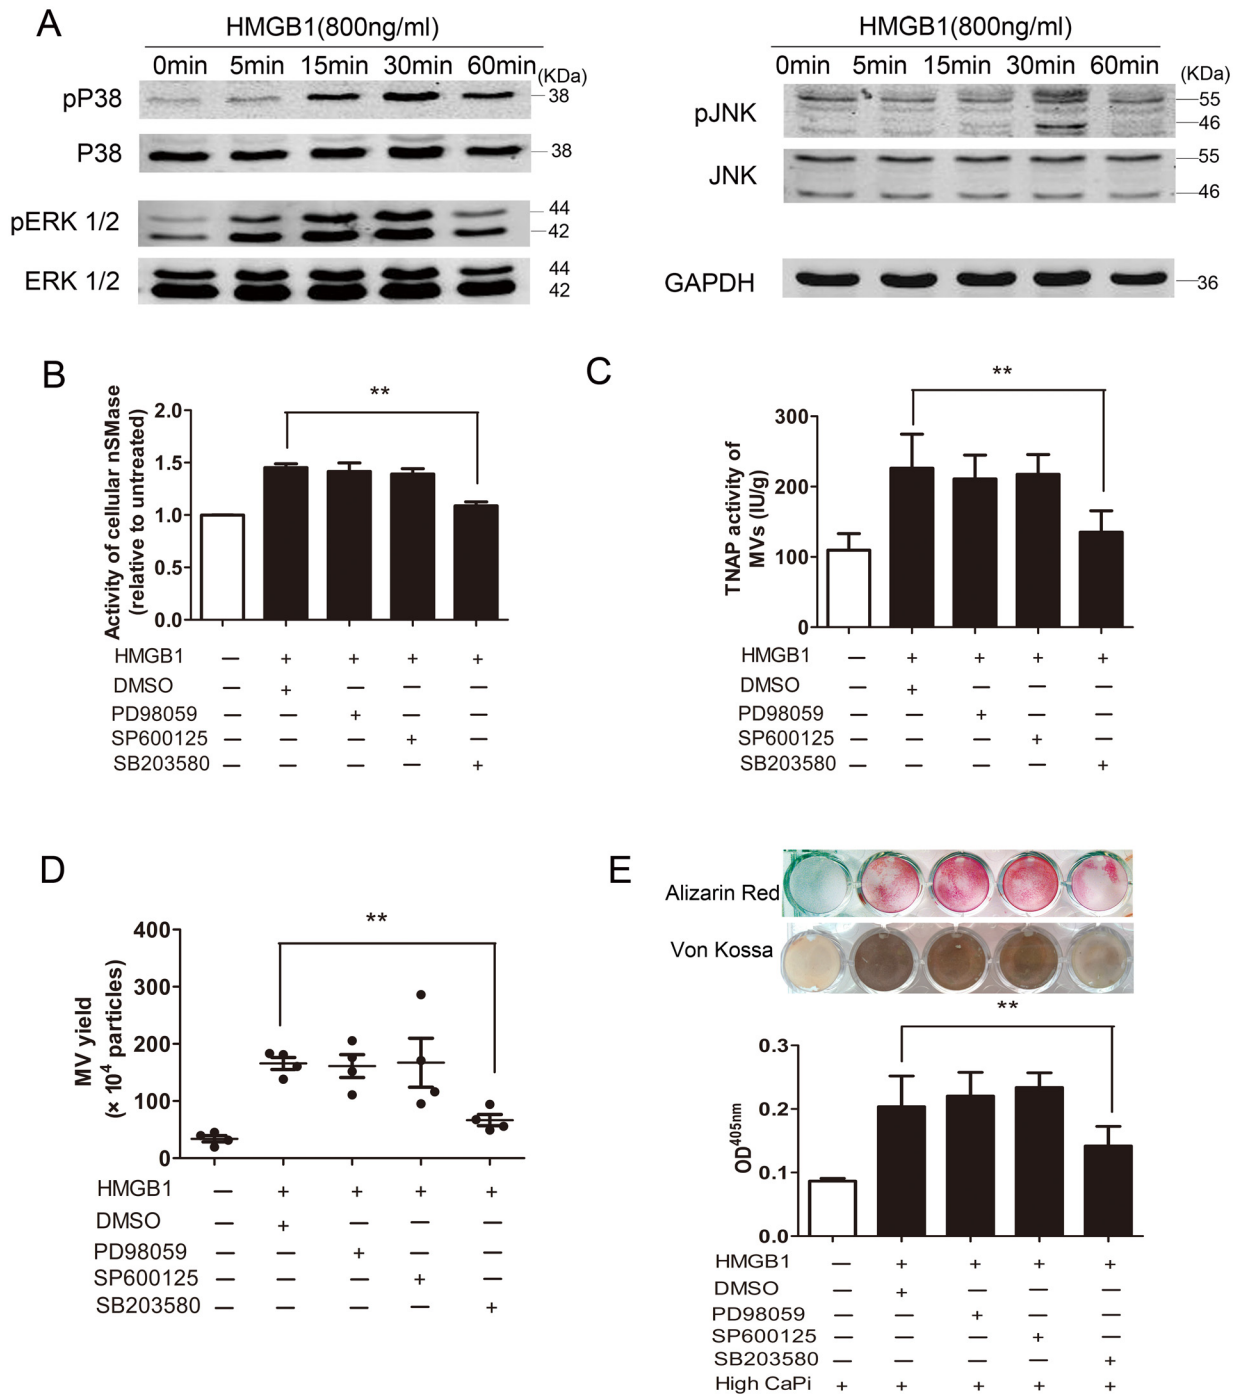 A
HMGB1(800ng/ml)
0min 5min 15min 30min 60min (KDa)
pP38 38
P38 38
pERK 1/2 44
42
ERK 1/2 44
42
HMGB1(800ng/ml)
0min 5min 15min 30min 60min (KDa)
pJNK 55
46
JNK 55
46
GAPDH 36
B
Activity of cellular nSMase
(relative to untreated)
**
2.0
1.5
1.0
0.5
0.0
HMGB1 — + + + +
DMSO — + — — —
PD98059 — — + — —
SP600125 — — — + —
SB203580 — — — — +
C
TNAP activity of
MVs (IU/g)
**
300
200
100
0
HMGB1 — + + + +
DMSO — + — — —
PD98059 — — + — —
SP600125 — — — + —
SB203580 — — — — +
D
MV yield
(× 10⁴ particles)
**
400
300
200
100
0
HMGB1 — + + + +
DMSO — + — — —
PD98059 — — + — —
SP600125 — — — + —
SB203580 — — — — +
E
Alizarin Red
Von Kossa
**
OD405nm
0.3
0.2
0.1
0.0
HMGB1 — + + + +
DMSO — + — — —
PD98059 — — + — —
SP600125 — — — + —
SB203580 — — — — +
High CaPi + + + + +